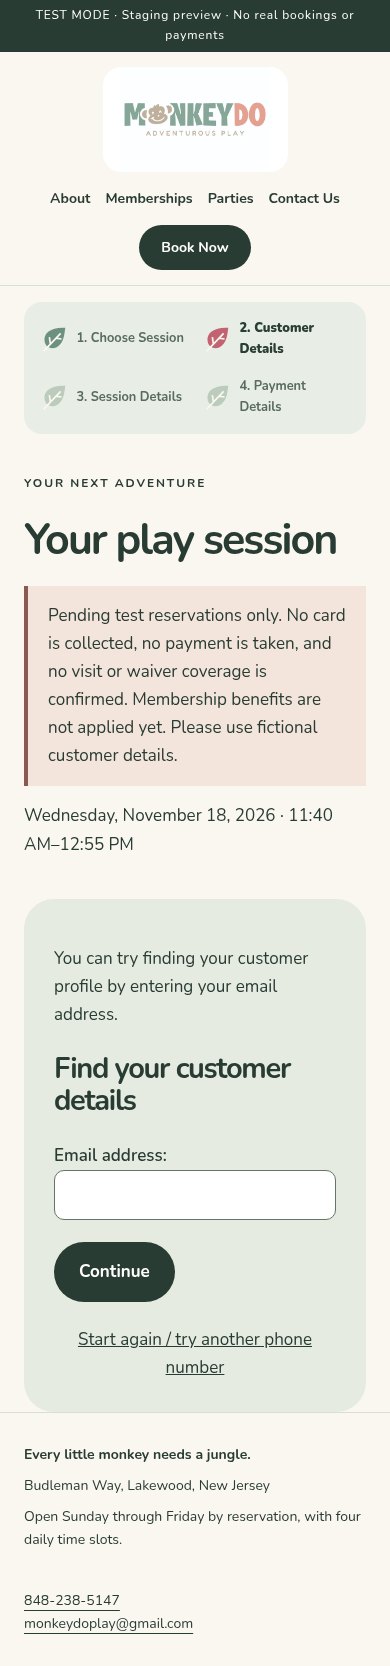 TEST MODE · Staging preview · No real bookings or
payments
MONKEYDO
ADVENTUROUS PLAY
About Memberships Parties Contact Us
Book Now
1. Choose Session
2. Customer
Details
3. Session Details
4. Payment
Details
YOUR NEXT ADVENTURE
Your play session
Pending test reservations only. No card
is collected, no payment is taken, and
no visit or waiver coverage is
confirmed. Membership benefits are
not applied yet. Please use fictional
customer details.
Wednesday, November 18, 2026 · 11:40
AM–12:55 PM
You can try finding your customer
profile by entering your email
address.
Find your customer
details
Email address:
Continue
Start again / try another phone
number
Every little monkey needs a jungle.
Budleman Way, Lakewood, New Jersey
Open Sunday through Friday by reservation, with four
daily time slots.
848-238-5147
monkeydoplay@gmail.com